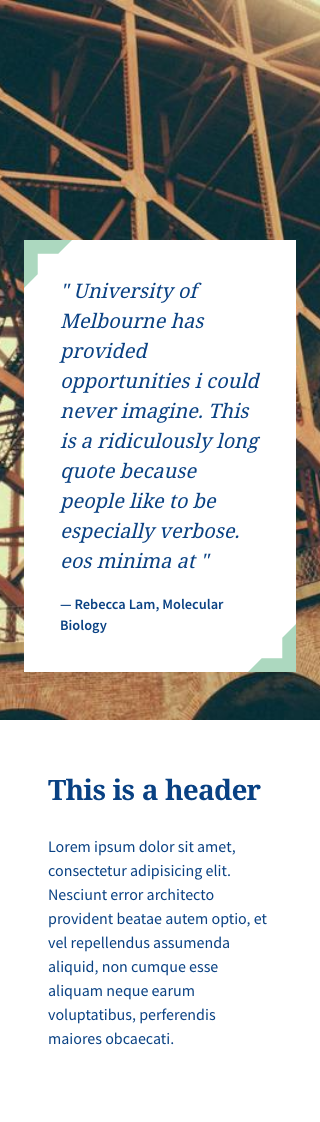 " University of
Melbourne has
provided
opportunities i could
never imagine. This
is a ridiculously long
quote because
people like to be
especially verbose.
eos minima at "
— Rebecca Lam, Molecular
Biology
This is a header
Lorem ipsum dolor sit amet,
consectetur adipisicing elit.
Nesciunt error architecto
provident beatae autem optio, et
vel repellendus assumenda
aliquid, non cumque esse
aliquam neque earum
voluptatibus, perferendis
maiores obcaecati.